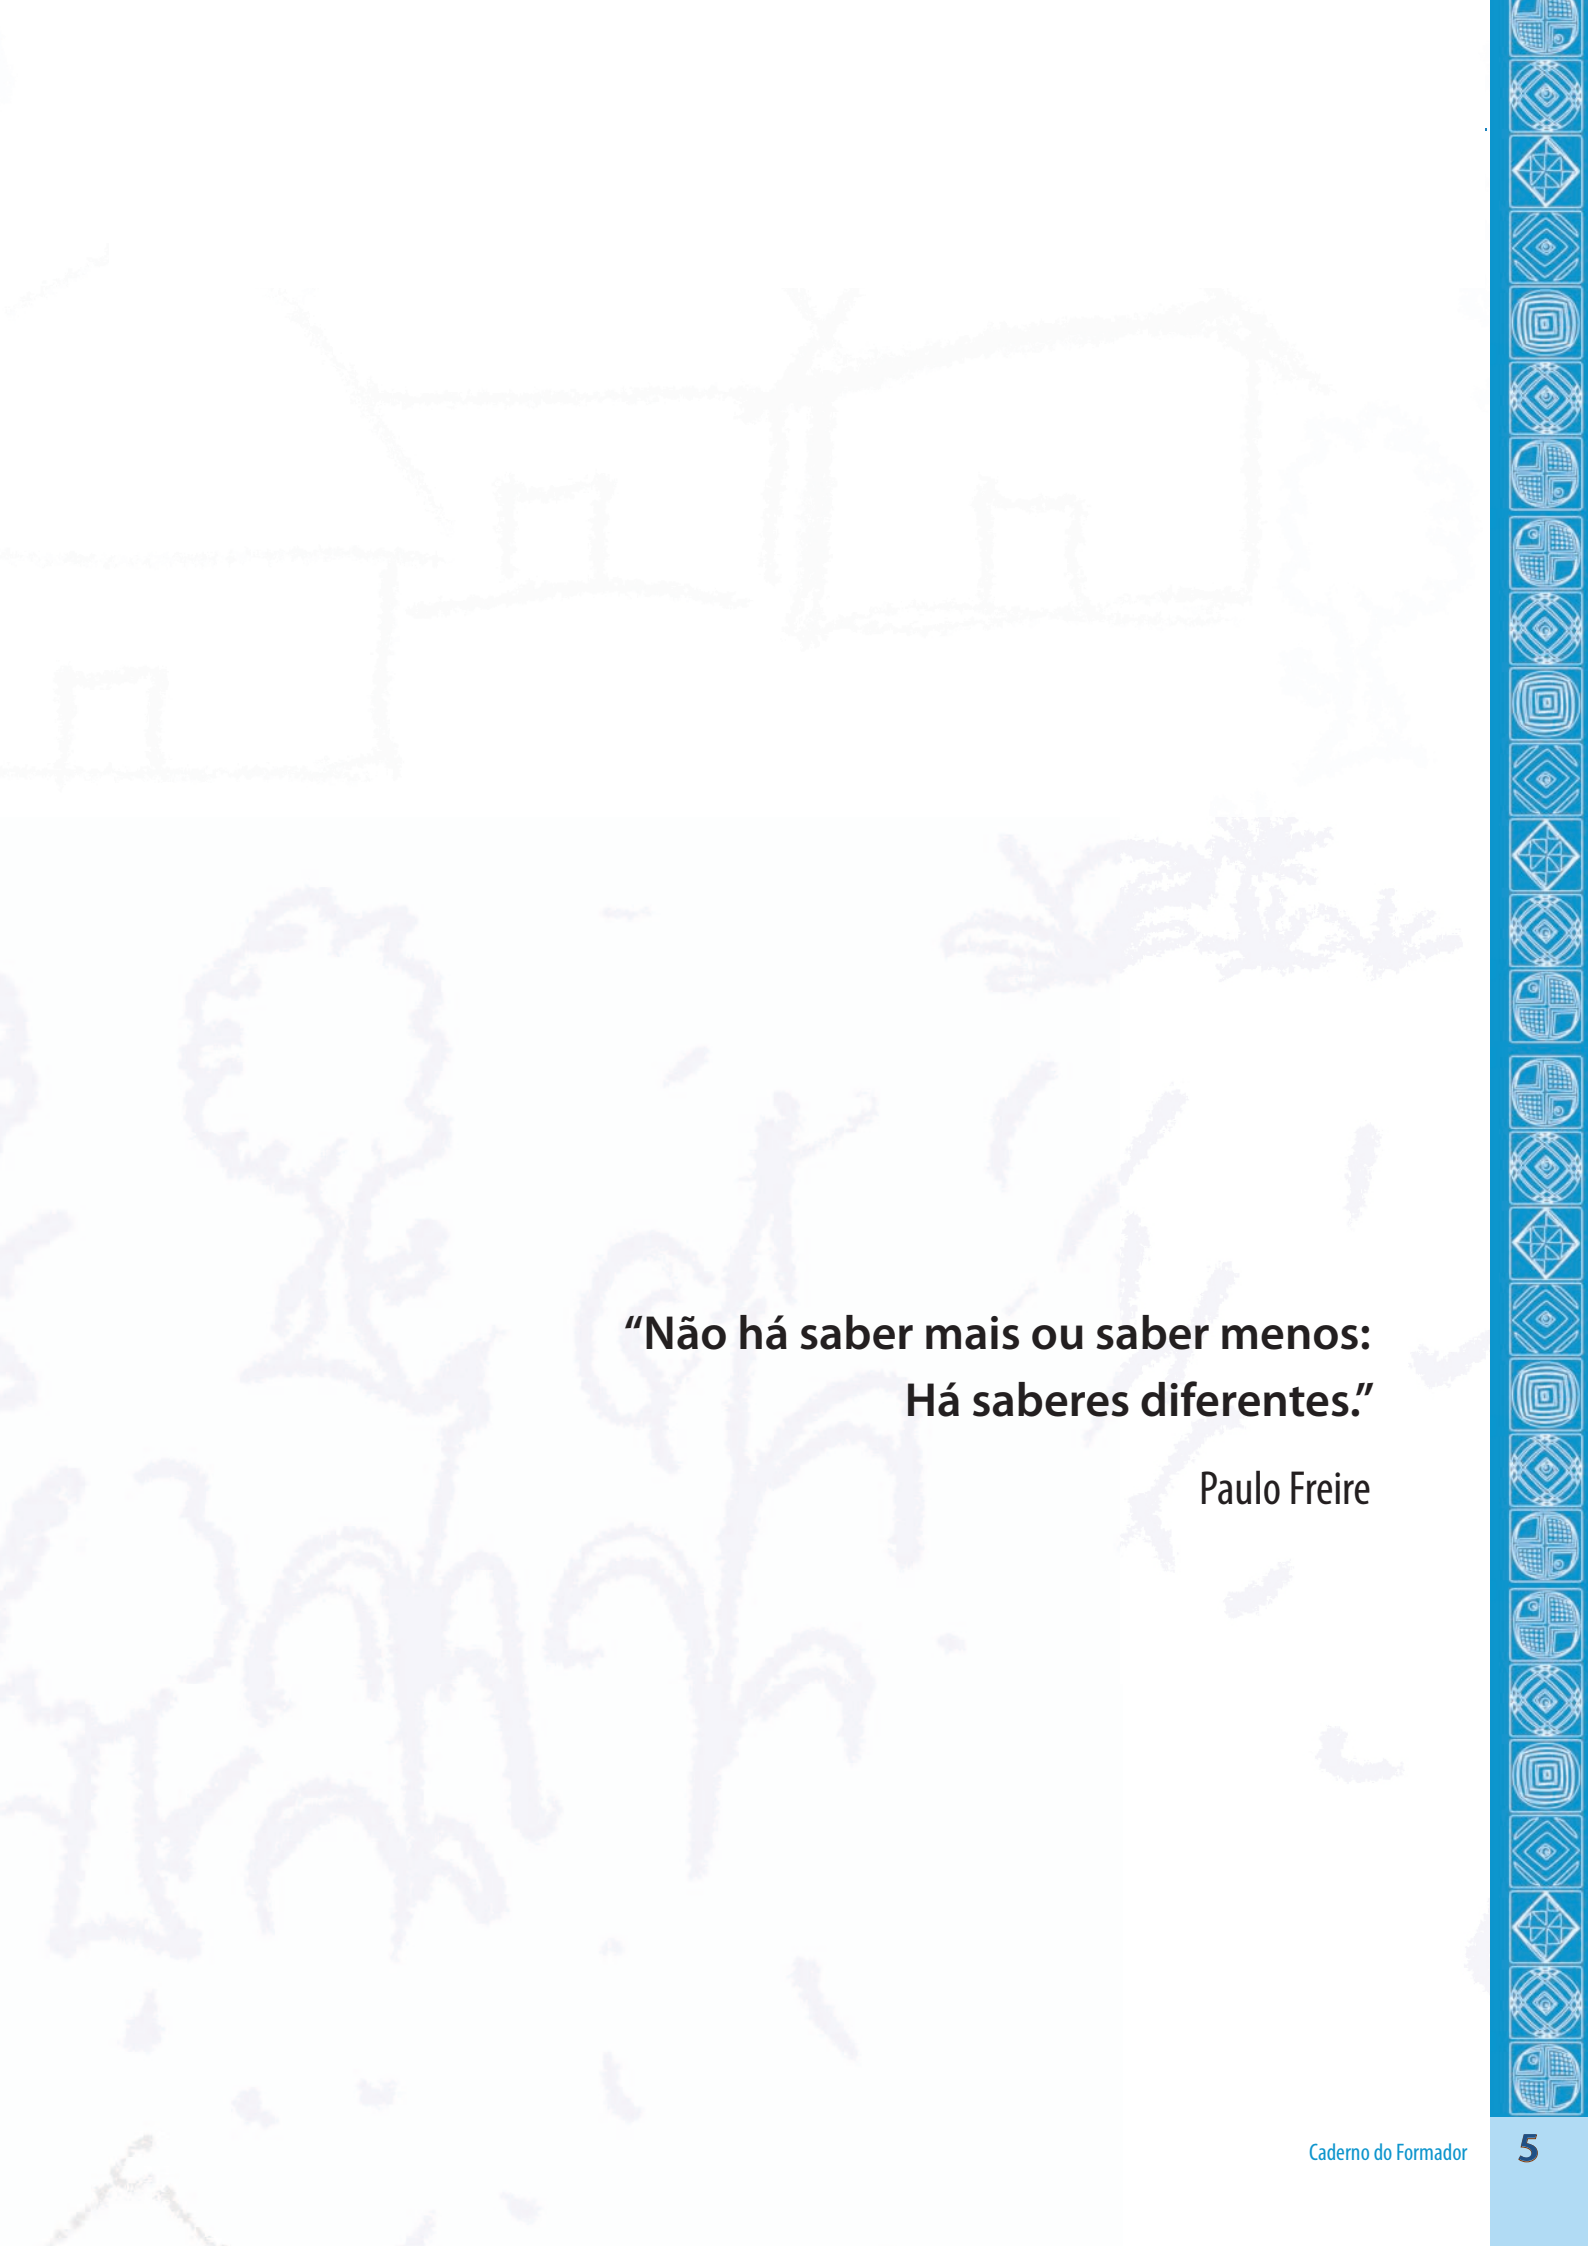 “Não há saber mais ou saber menos:
Há saberes diferentes.”
Paulo Freire
Caderno do Formador
5